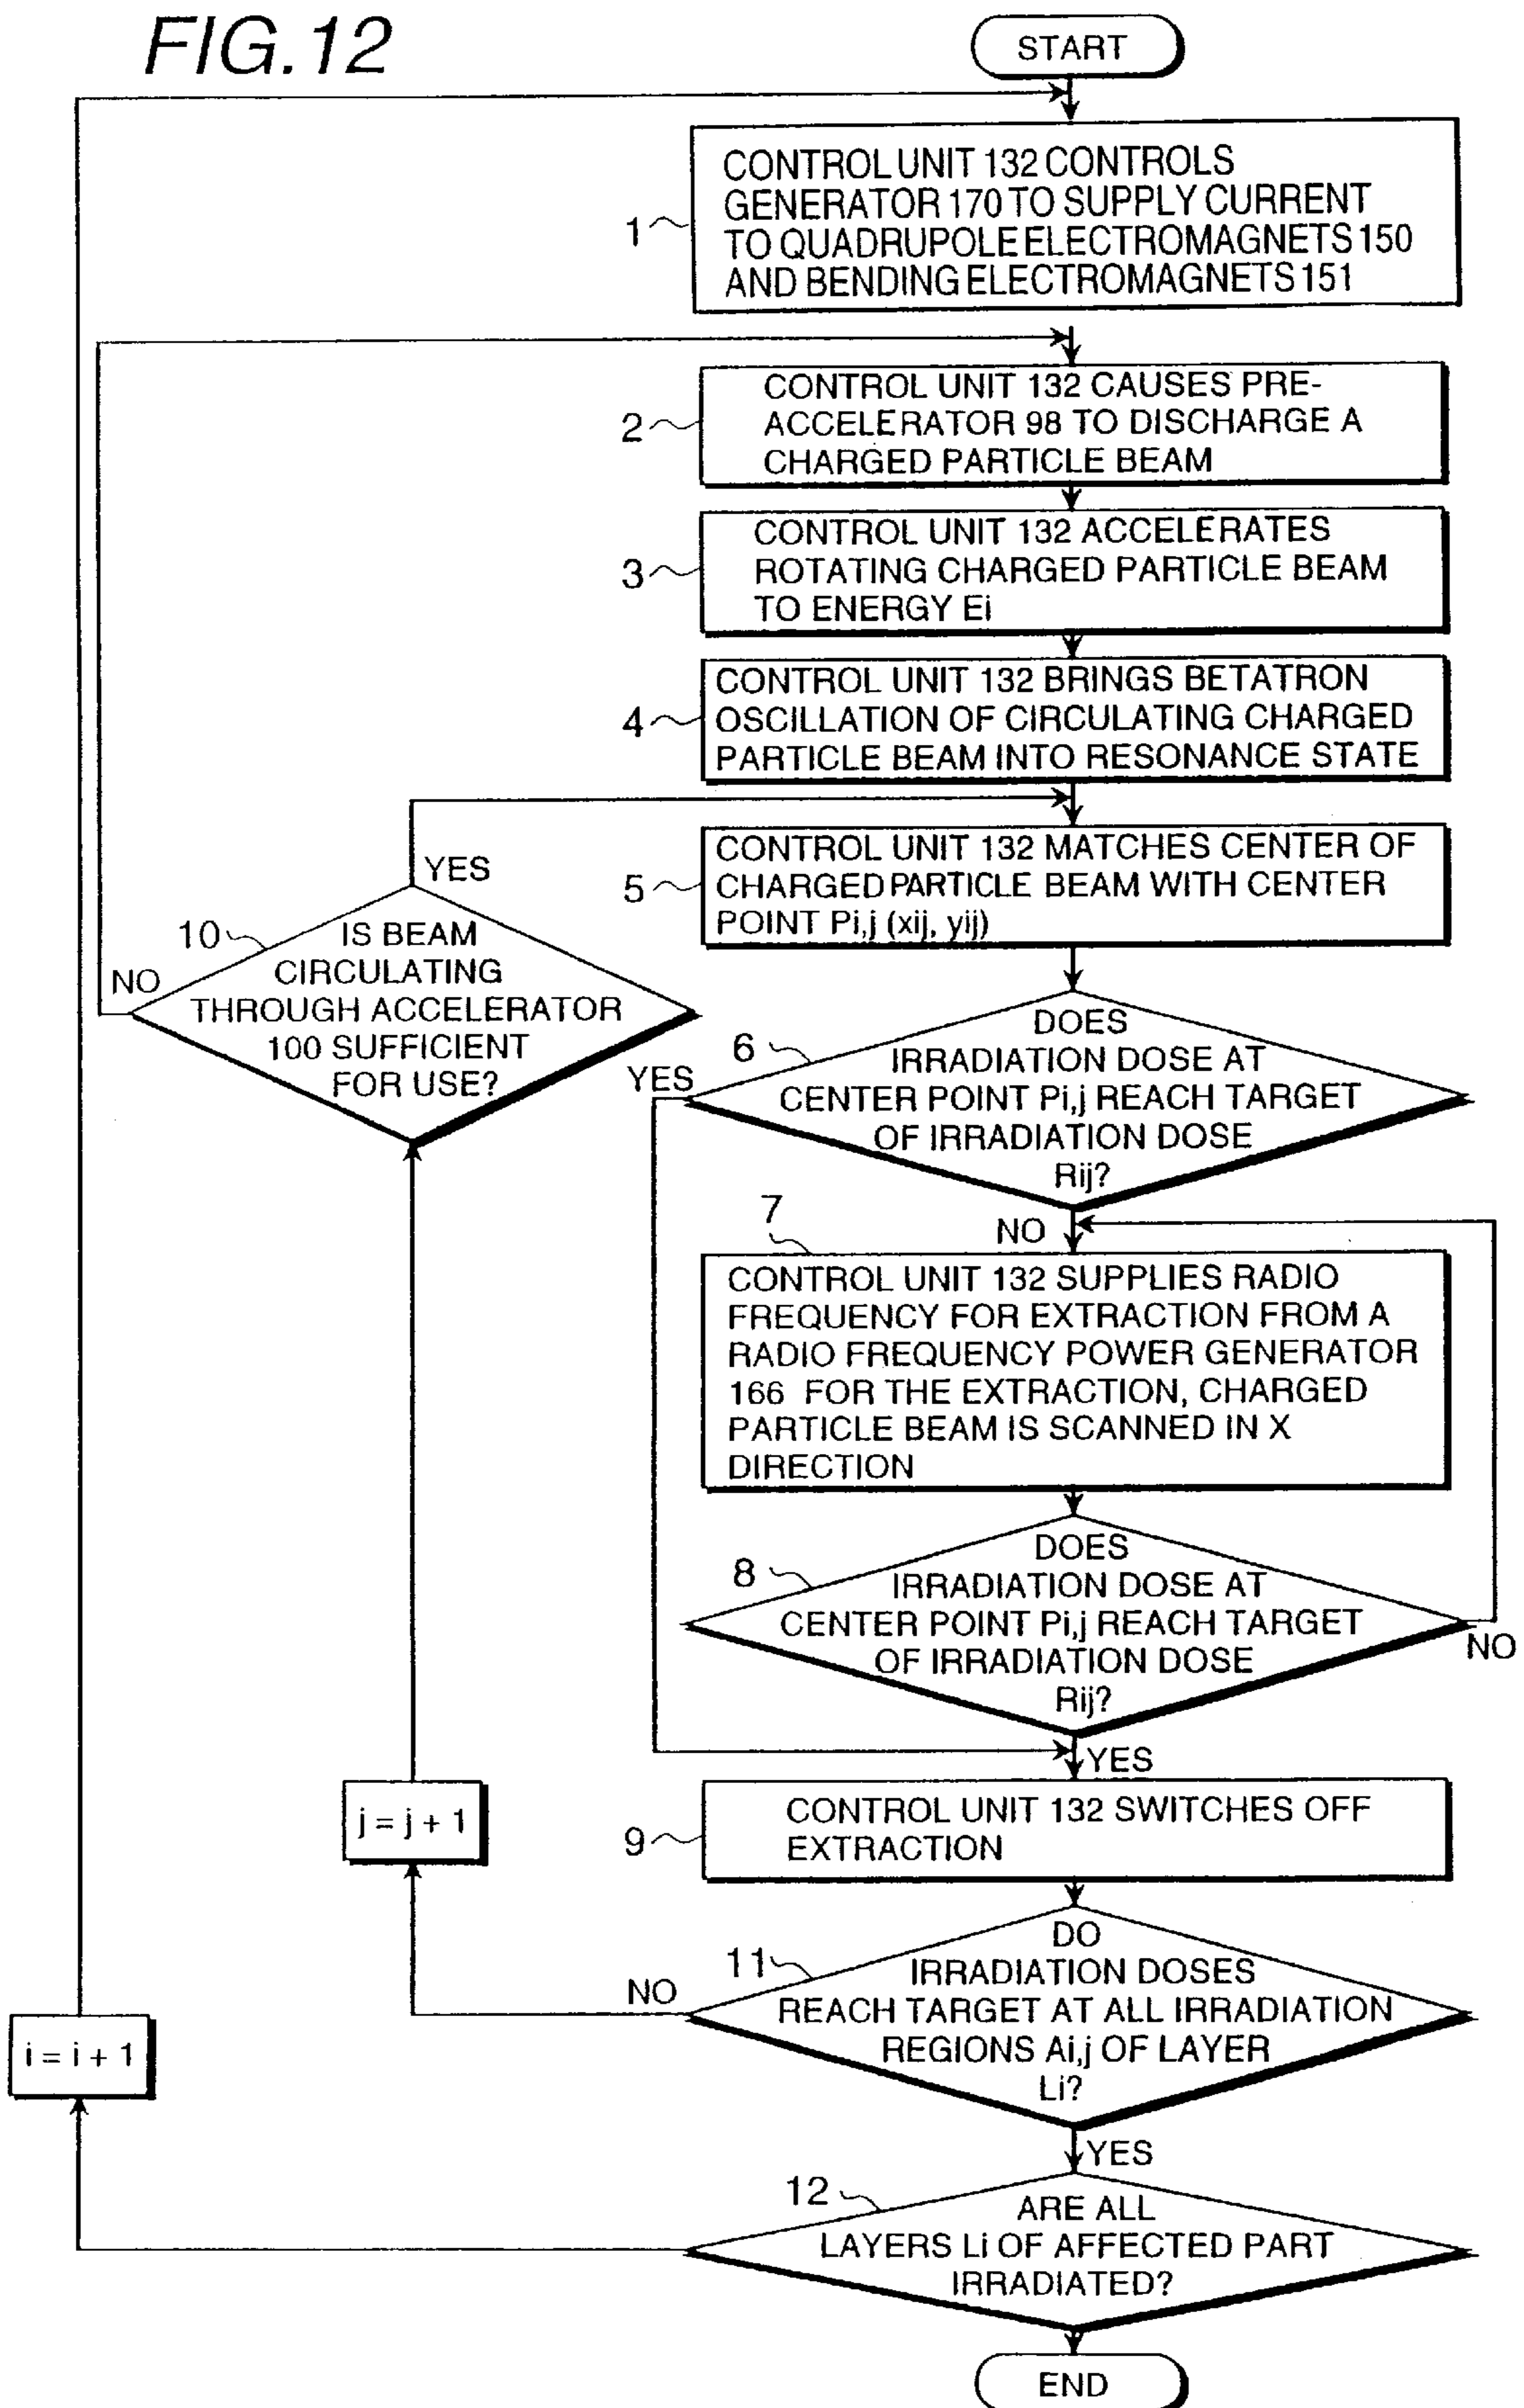 FIG.12
START
1
CONTROL UNIT 132 CONTROLS
GENERATOR 170 TO SUPPLY CURRENT
TO QUADRUPOLE ELECTROMAGNETS 150
AND BENDING ELECTROMAGNETS 151
2
CONTROL UNIT 132 CAUSES PRE-
ACCELERATOR 98 TO DISCHARGE A
CHARGED PARTICLE BEAM
3
CONTROL UNIT 132 ACCELERATES
ROTATING CHARGED PARTICLE BEAM
TO ENERGY Ei
4
CONTROL UNIT 132 BRINGS BETATRON
OSCILLATION OF CIRCULATING CHARGED
PARTICLE BEAM INTO RESONANCE STATE
5
CONTROL UNIT 132 MATCHES CENTER OF
CHARGED PARTICLE BEAM WITH CENTER
POINT Pi,j (xij, yij)
YES
10
NO
IS BEAM
CIRCULATING
THROUGH ACCELERATOR
100 SUFFICIENT
FOR USE?
6
YES
DOES
IRRADIATION DOSE AT
CENTER POINT Pi,j REACH TARGET
OF IRRADIATION DOSE
Rij?
NO
7
CONTROL UNIT 132 SUPPLIES RADIO
FREQUENCY FOR EXTRACTION FROM A
RADIO FREQUENCY POWER GENERATOR
166 FOR THE EXTRACTION, CHARGED
PARTICLE BEAM IS SCANNED IN X
DIRECTION
8
DOES
IRRADIATION DOSE AT
CENTER POINT Pi,j REACH TARGET
OF IRRADIATION DOSE
Rij?
NO
YES
9
CONTROL UNIT 132 SWITCHES OFF
EXTRACTION
j = j + 1
11
NO
DO
IRRADIATION DOSES
REACH TARGET AT ALL IRRADIATION
REGIONS Ai,j OF LAYER
Li?
i = i + 1
YES
12
ARE ALL
LAYERS Li OF AFFECTED PART
IRRADIATED?
END